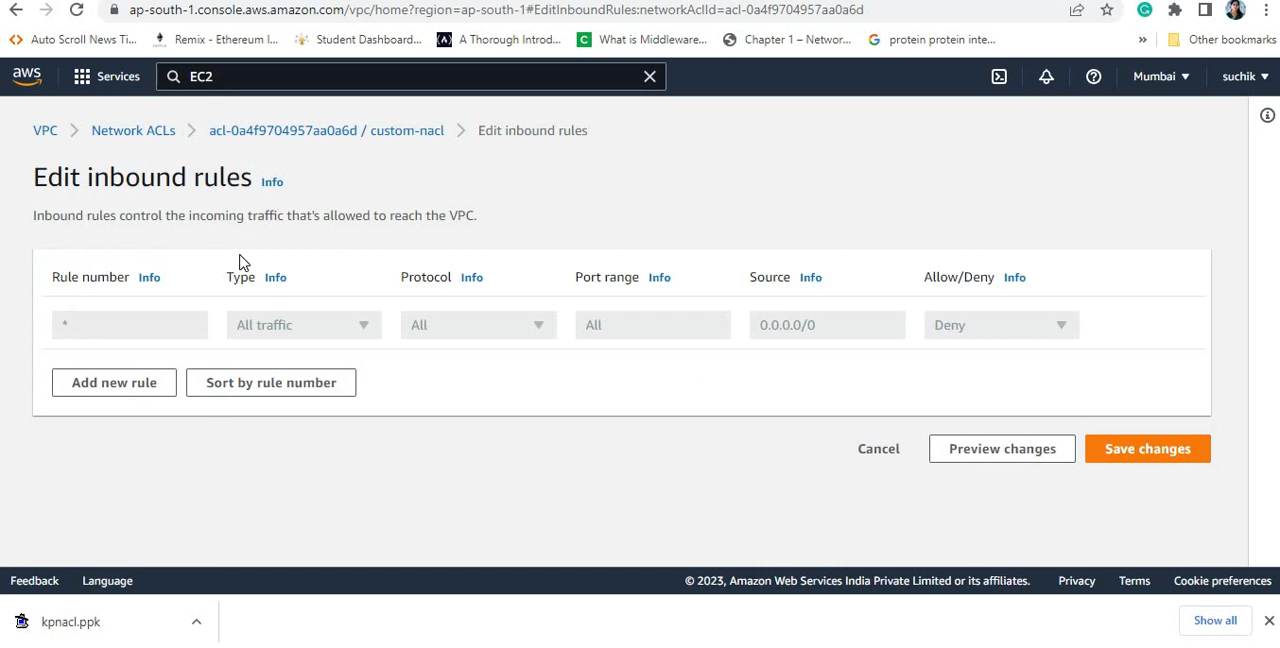 ap-south-1.console.aws.amazon.com/vpc/home?region=ap-south-1#EditInboundRules:networkAclId=acl-0a4f9704957aa0a6d
Auto Scroll News Ti... Remix - Ethereum I... Student Dashboard... A Thorough Introd... What is Middleware... Chapter 1 – Networ... protein protein inte... » Other bookmarks
aws Services EC2 Mumbai suchik
VPC Network ACLs acl-0a4f9704957aa0a6d / custom-nacl Edit inbound rules
Edit inbound rules Info
Inbound rules control the incoming traffic that's allowed to reach the VPC.
Rule number Info Type Info Protocol Info Port range Info Source Info Allow/Deny Info
* All traffic All All 0.0.0.0/0 Deny
Add new rule Sort by rule number
Cancel Preview changes Save changes
Feedback Language © 2023, Amazon Web Services India Private Limited or its affiliates. Privacy Terms Cookie preferences
kpnacl.ppk Show all